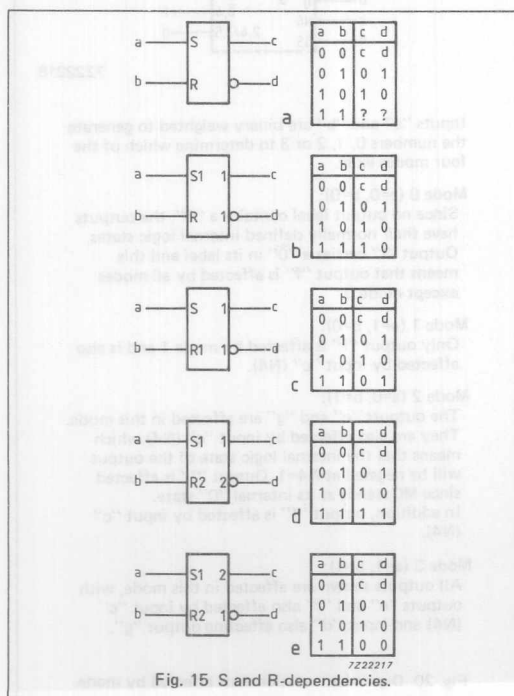 a S c
b R d
a
a b c d
0 0 c d
0 1 0 1
1 0 1 0
1 1 ? ?
a S1 1 c
b R 1 d
b
a b c d
0 0 c d
0 1 0 1
1 0 1 0
1 1 1 0
a S 1 c
b R1 1 d
c
a b c d
0 0 c d
0 1 0 1
1 0 1 0
1 1 0 1
a S1 1 c
b R2 2 d
d
a b c d
0 0 c d
0 1 0 1
1 0 1 0
1 1 1 1
a S1 2 c
b R2 1 d
e
a b c d
0 0 c d
0 1 0 1
1 0 1 0
1 1 0 0
7Z22217
Fig. 15 S and R-dependencies.